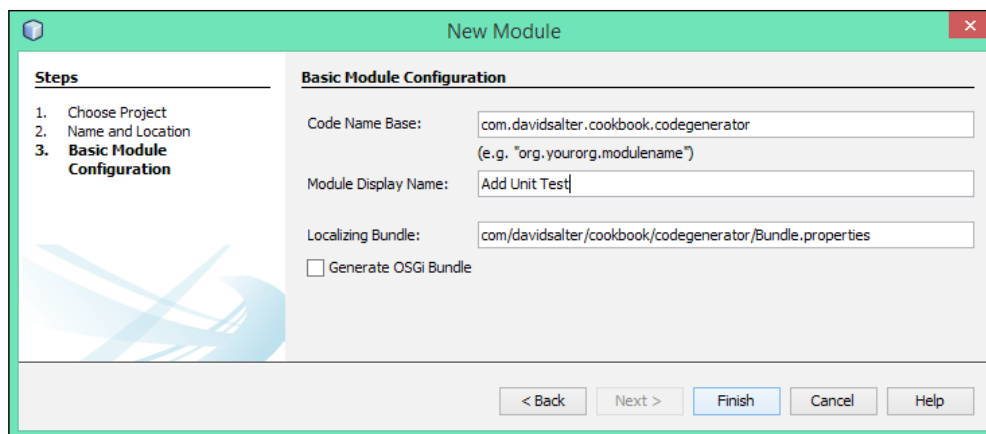 New Module
Steps
1. Choose Project
2. Name and Location
3. Basic Module
Configuration
Basic Module Configuration
Code Name Base: com.davidsalter.cookbook.codegenerator
(e.g. "org.yourorg.modulename")
Module Display Name: Add Unit Test
Localizing Bundle: com/davidsalter/cookbook/codegenerator/Bundle.properties
Generate OSGi Bundle
< Back Next > Finish Cancel Help